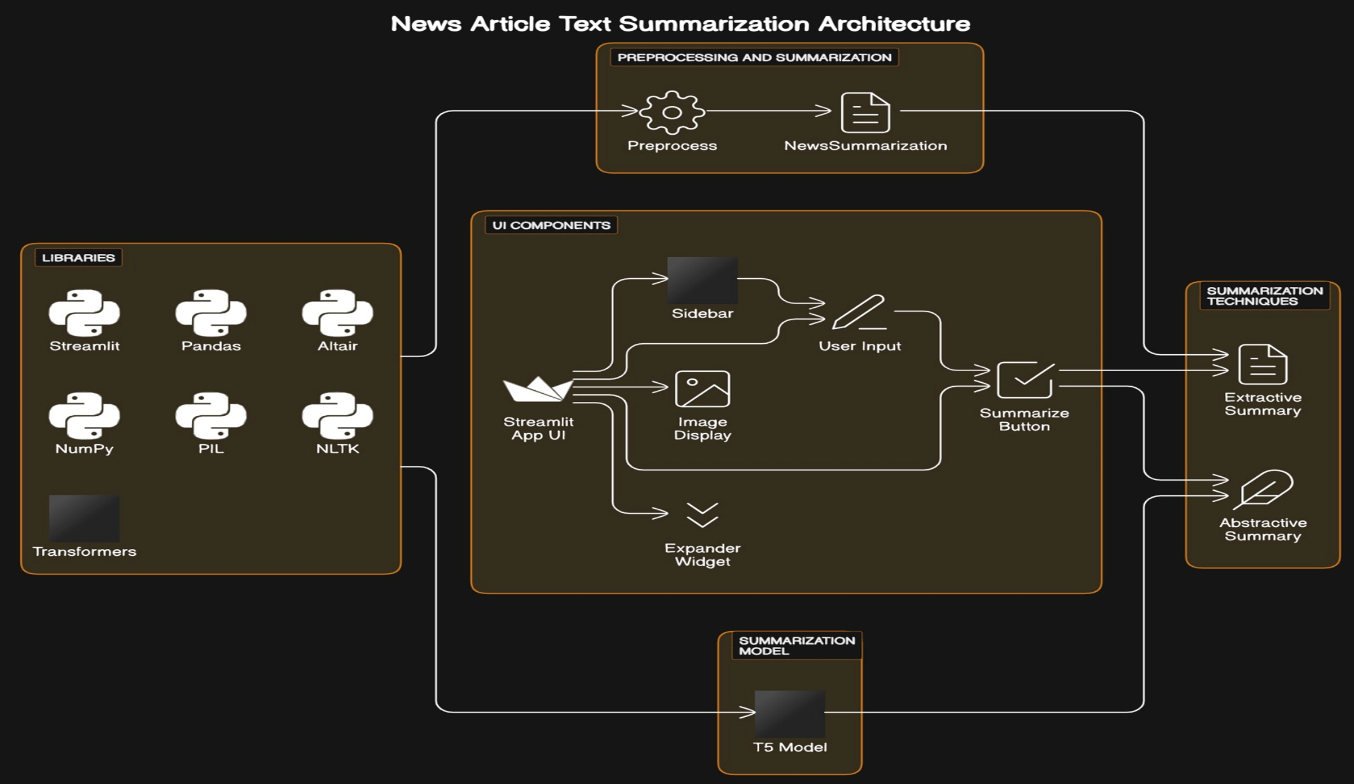 News Article Text Summarization Architecture
PREPROCESSING AND SUMMARIZATION
Preprocess
NewsSummarization
LIBRARIES
Streamlit
Pandas
Altair
NumPy
PIL
NLTK
Transformers
UI COMPONENTS
Sidebar
User Input
Streamlit
App UI
Image
Display
Summarize
Button
Expander
Widget
SUMMARIZATION
TECHNIQUES
Extractive
Summary
Abstractive
Summary
SUMMARIZATION
MODEL
T5 Model